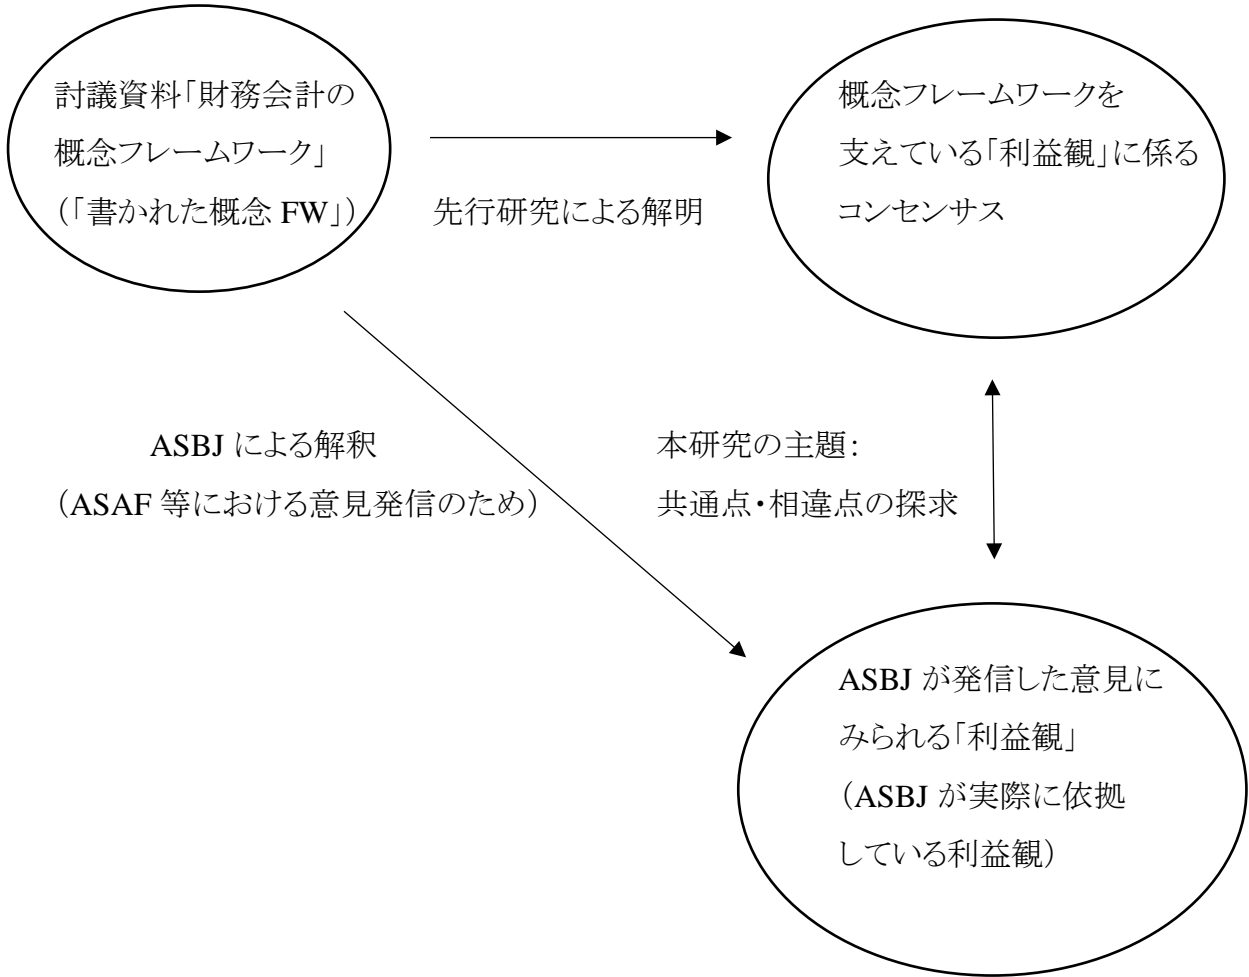 討議資料「財務会計の
概念フレームワーク」
(「書かれた概念 FW」)
先行研究による解明
概念フレームワークを
支えている「利益観」に係る
コンセンサス
ASBJ による解釈
(ASAF 等における意見発信のため)
本研究の主題:
共通点・相違点の探求
ASBJ が発信した意見に
みられる「利益観」
(ASBJ が実際に依拠
している利益観)